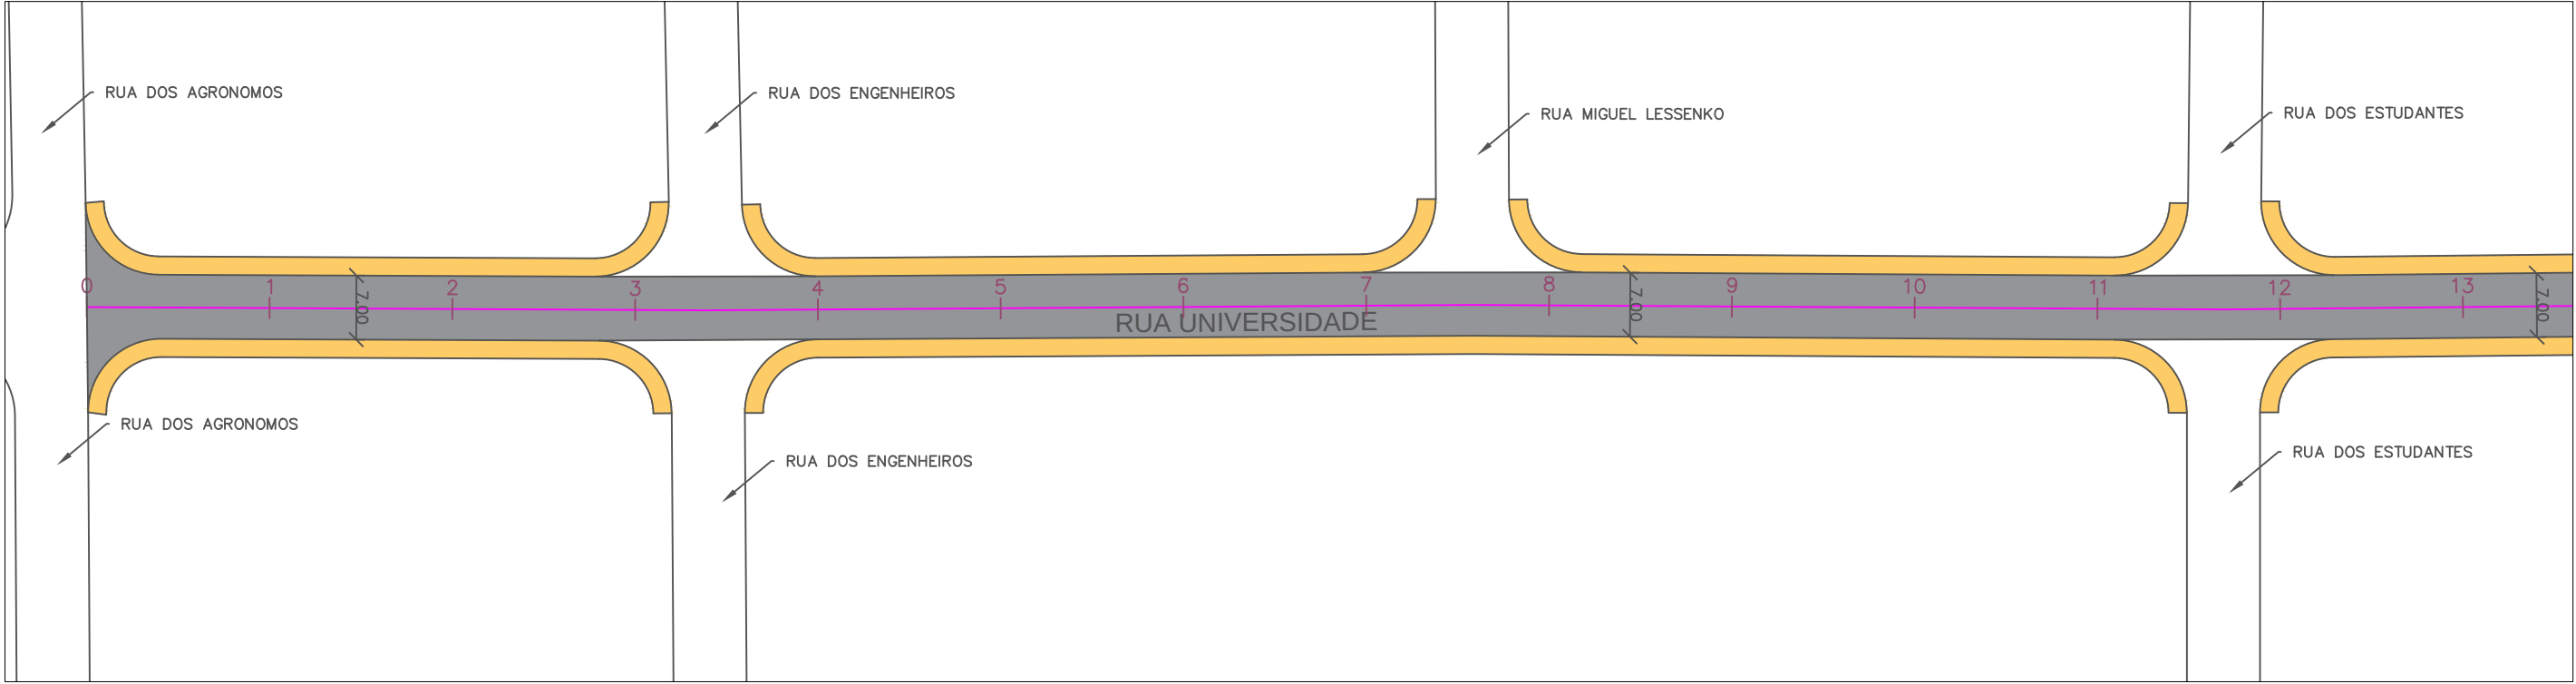 RUA DOS AGRONOMOS
RUA DOS ENGENHEIROS
RUA MIGUEL LESSENKO
RUA DOS ESTUDANTES
0 1 2 3 4 5 6 7 8 9 10 11 12 13
7.00 7.00 7.00
RUA UNIVERSIDADE
RUA DOS AGRONOMOS
RUA DOS ENGENHEIROS
RUA DOS ESTUDANTES